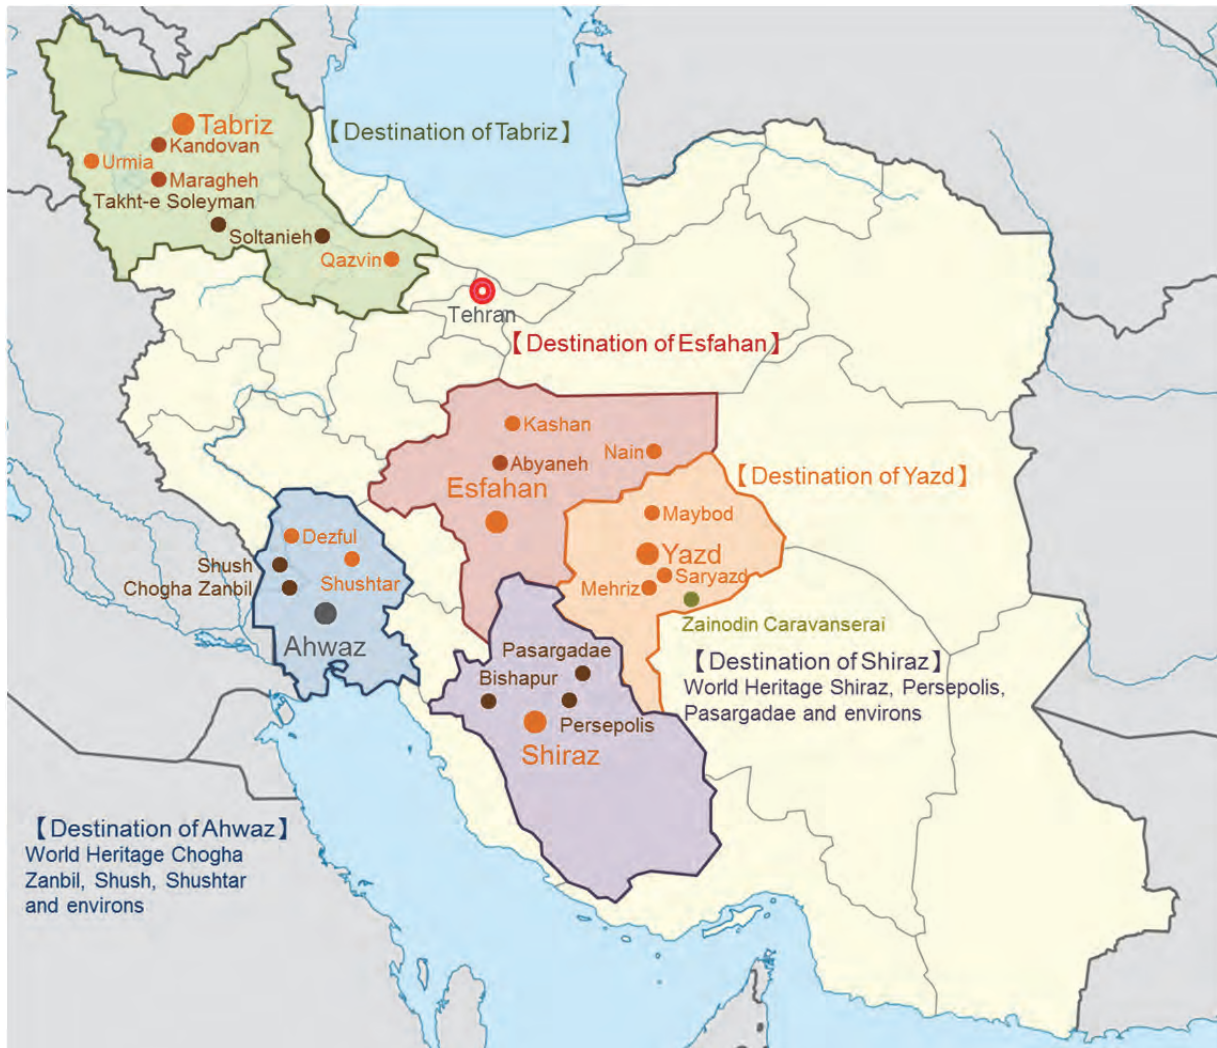 Tabriz
【Destination of Tabriz】
Kandovan
Urmia
Maragheh
Takht-e Soleyman
Soltanieh
Qazvin
Tehran
【Destination of Esfahan】
Kashan
Nain
Abyaneh
Esfahan
【Destination of Yazd】
Maybod
Dezful
Yazd
Shush
Saryazd
Chogha Zanbil
Shushtar
Mehriz
Zainodin Caravanserai
Ahwaz
Pasargadae
Bishapur
【Destination of Shiraz】
World Heritage Shiraz, Persepolis,
Pasargadae and environs
Persepolis
Shiraz
【Destination of Ahwaz】
World Heritage Chogha
Zanbil, Shush, Shushtar
and environs